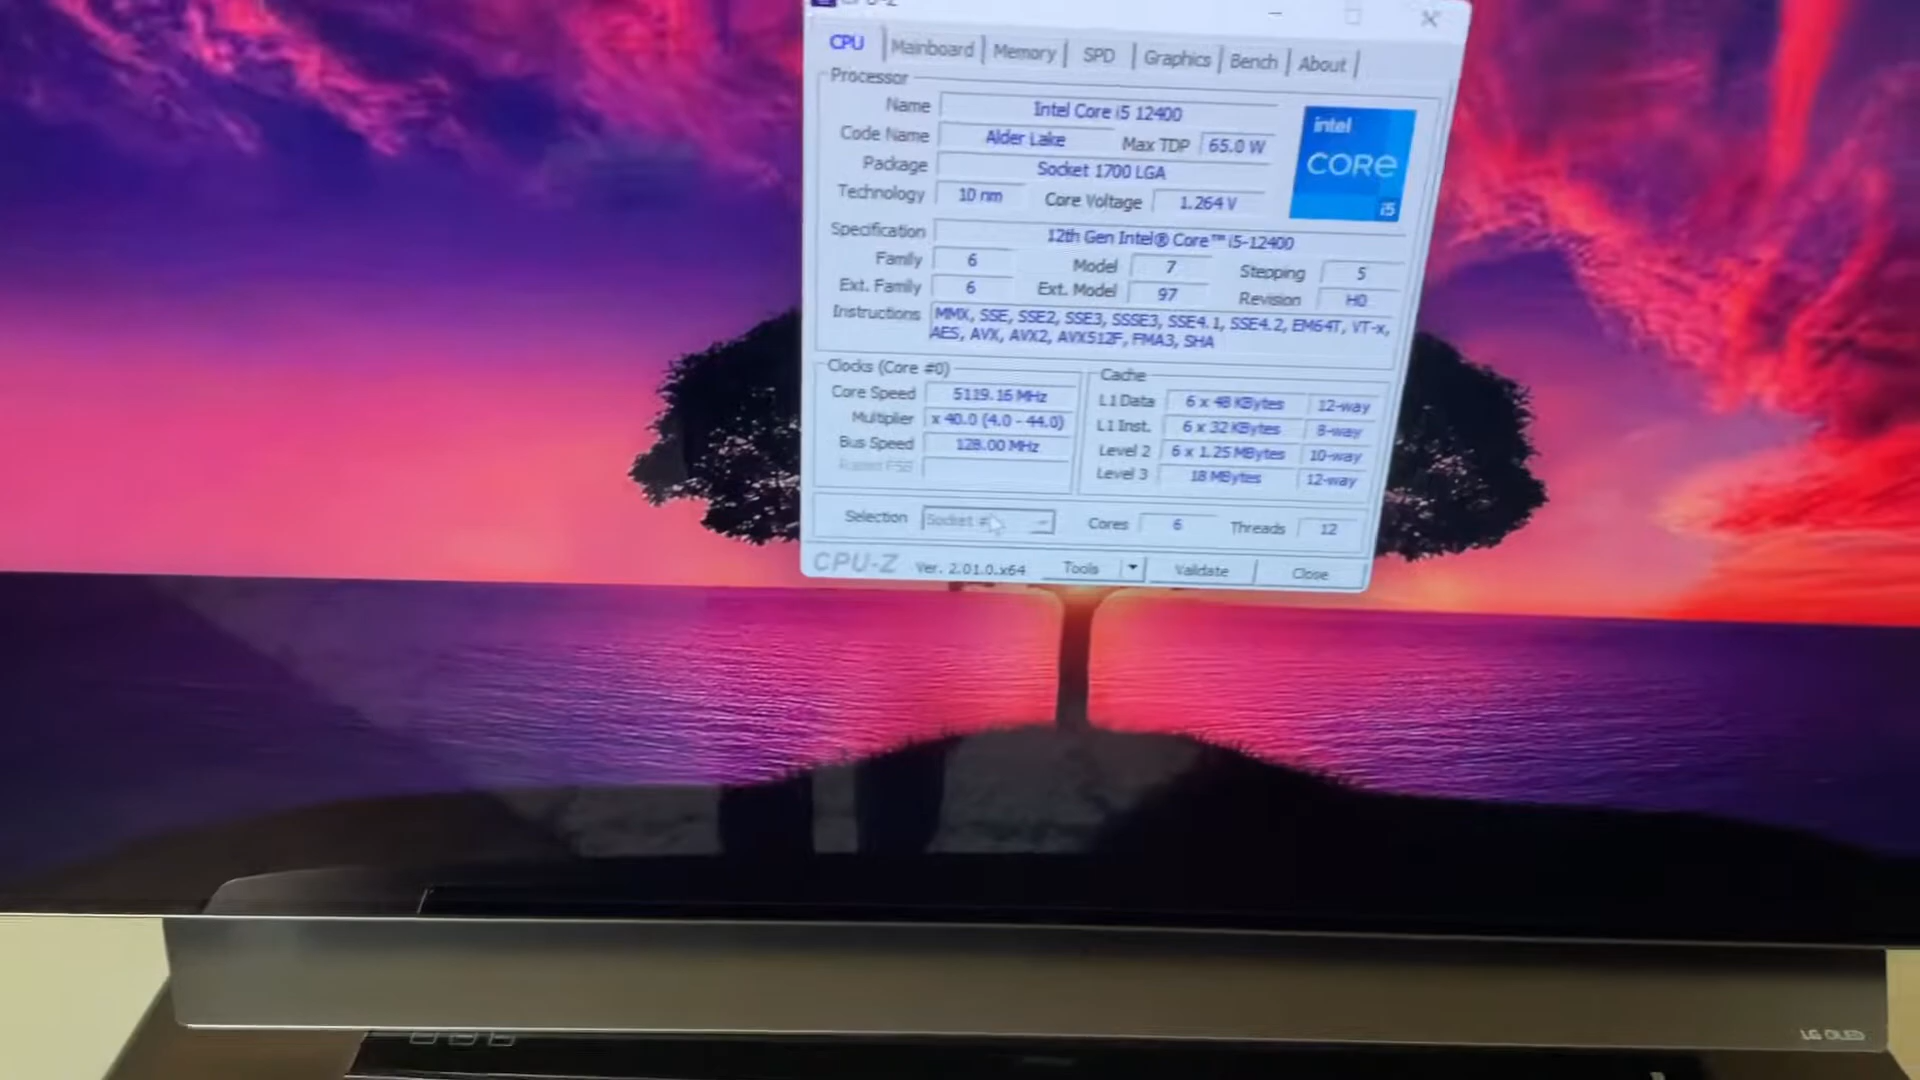 CPU-Z
CPU Mainboard Memory SPD Graphics Bench About
Processor
Name Intel Core i5 12400
Code Name Alder Lake Max TDP 65.0 W
Package Socket 1700 LGA
Technology 10 nm Core Voltage 1.264 V
intel
CORE
i5
Specification 12th Gen Intel® Core™ i5-12400
Family 6 Model 7 Stepping 5
Ext. Family 6 Ext. Model 97 Revision H0
Instructions MMX, SSE, SSE2, SSE3, SSSE3, SSE4.1, SSE4.2, EM64T, VT-x,
AES, AVX, AVX2, AVX512F, FMA3, SHA
Clocks (Core #0)
Core Speed 5119.16 MHz
Multiplier x 40.0 (4.0 - 44.0)
Bus Speed 128.00 MHz
Rated FSB
Cache
L1 Data 6 x 48 KBytes 12-way
L1 Inst. 6 x 32 KBytes 8-way
Level 2 6 x 1.25 MBytes 10-way
Level 3 18 MBytes 12-way
Selection Socket # Cores 6 Threads 12
CPU-Z Ver. 2.01.0.x64 Tools Validate Close
LG OLED